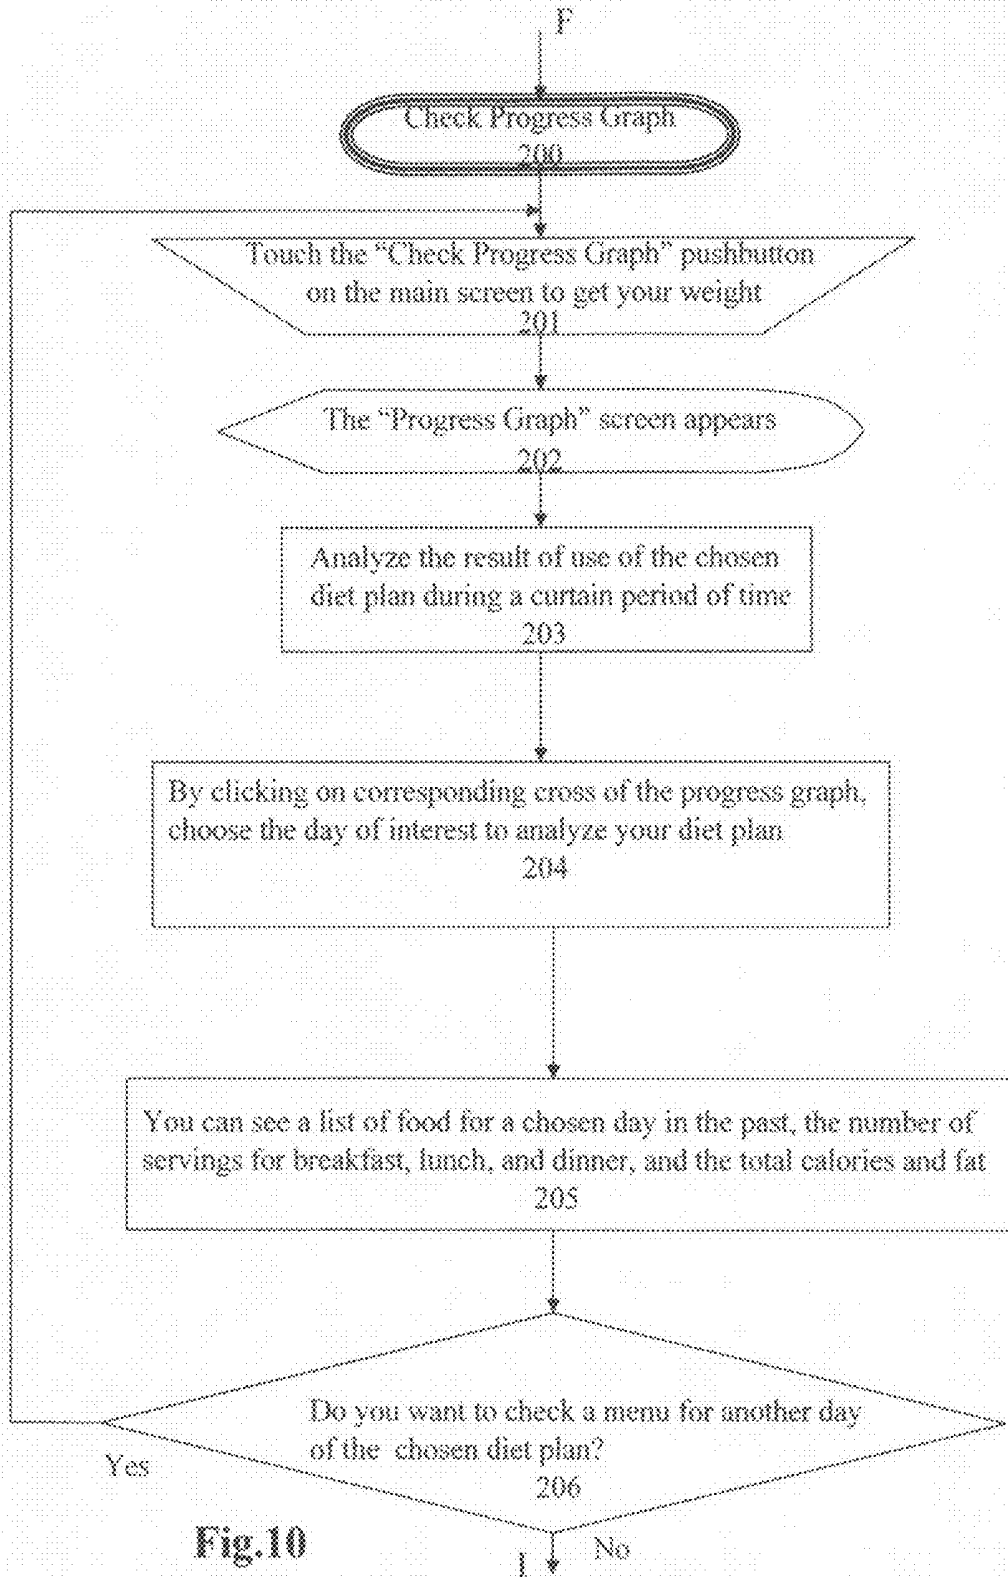 F
Check Progress Graph
200
Touch the “Check Progress Graph” pushbutton
on the main screen to get your weight
201
The “Progress Graph” screen appears
202
Analyze the result of use of the chosen
diet plan during a curtain period of time
203
By clicking on corresponding cross of the progress graph,
choose the day of interest to analyze your diet plan
204
You can see a list of food for a chosen day in the past, the number of
servings for breakfast, lunch, and dinner, and the total calories and fat
205
Do you want to check a menu for another day
of the chosen diet plan?
206
Yes
No
Fig.10